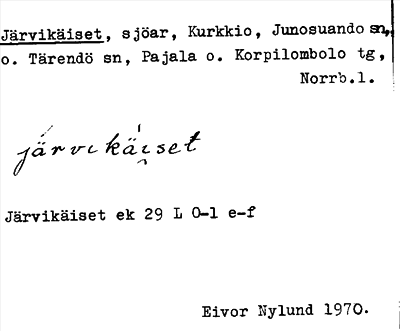 Järvikäiset, sjöar, Kurkkio, Junosuando sn,
o. Tärendö sn, Pajala o. Korpilombolo tg,
Norrb.l.
järvikäiset
Järvikäiset ek 29 L 0-1 e-f
Eivor Nylund 1970.